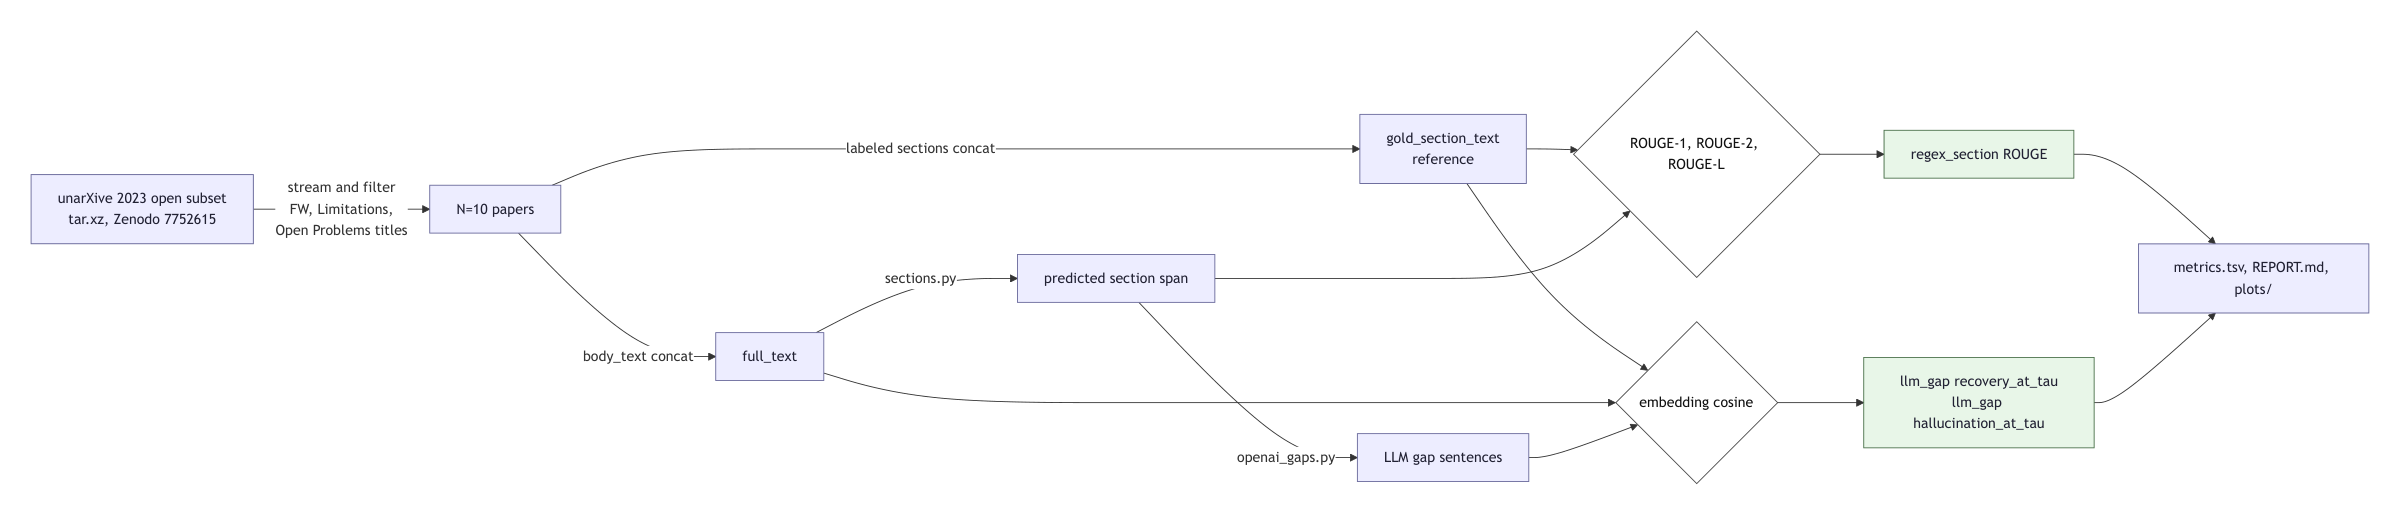 unarXive 2023 open subset
tar.xz, Zenodo 7752615
stream and filter
FW, Limitations,
Open Problems titles
N=10 papers
labeled sections concat
body_text concat
full_text
sections.py
predicted section span
openai_gaps.py
gold_section_text
reference
LLM gap sentences
ROUGE-1, ROUGE-2,
ROUGE-L
embedding cosine
regex_section ROUGE
llm_gap recovery_at_tau
llm_gap
hallucination_at_tau
metrics.tsv, REPORT.md,
plots/